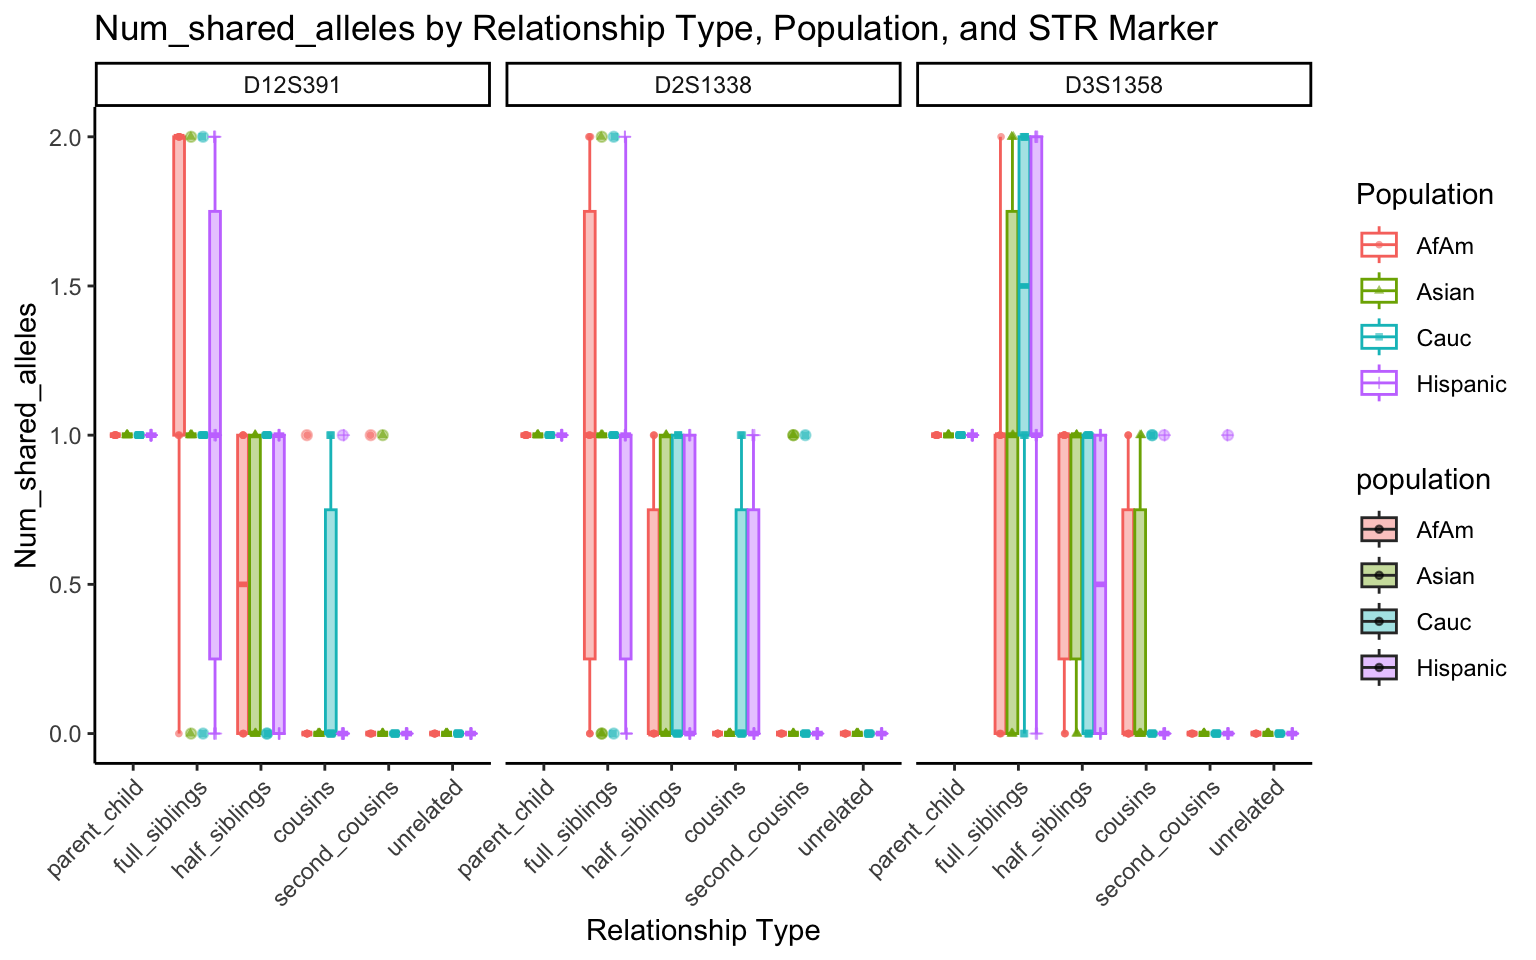 Num_shared_alleles by Relationship Type, Population, and STR Marker
D12S391 D2S1338 D3S1358
2.0
1.5
1.0
0.5
0.0
Num_shared_alleles
parent_child full_siblings half_siblings cousins second_cousins unrelated parent_child full_siblings half_siblings cousins second_cousins unrelated parent_child full_siblings half_siblings cousins second_cousins unrelated
Relationship Type
Population
AfAm
Asian
Cauc
Hispanic
population
AfAm
Asian
Cauc
Hispanic